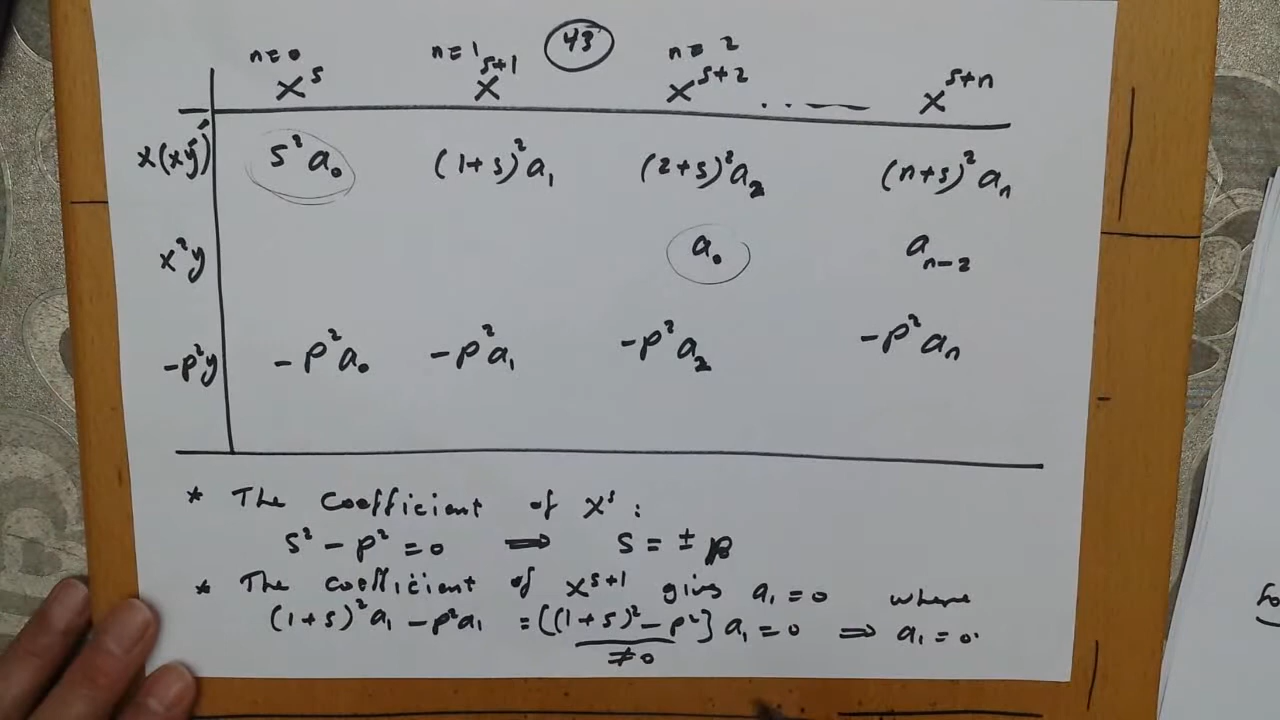 43
n=0 n=1 n=2
x^s x^{s+1} x^{s+2} ..— x^{s+n}
x(xy')' s²a₀ (1+s)²a₁ (2+s)²a₂ (n+s)²aₙ
x²y a₀ a_{n-2}
-p²y -p²a₀ -p²a₁ -p²a₂ -p²aₙ
* The coefficient of x^s :
s² - p² = 0 ⟹ s = ± p
* The coefficient of x^{s+1} gives a₁ = 0 where
(1+s)²a₁ - p²a₁ = [(1+s)² - p²] a₁ = 0 ⟹ a₁ = 0.
≠0